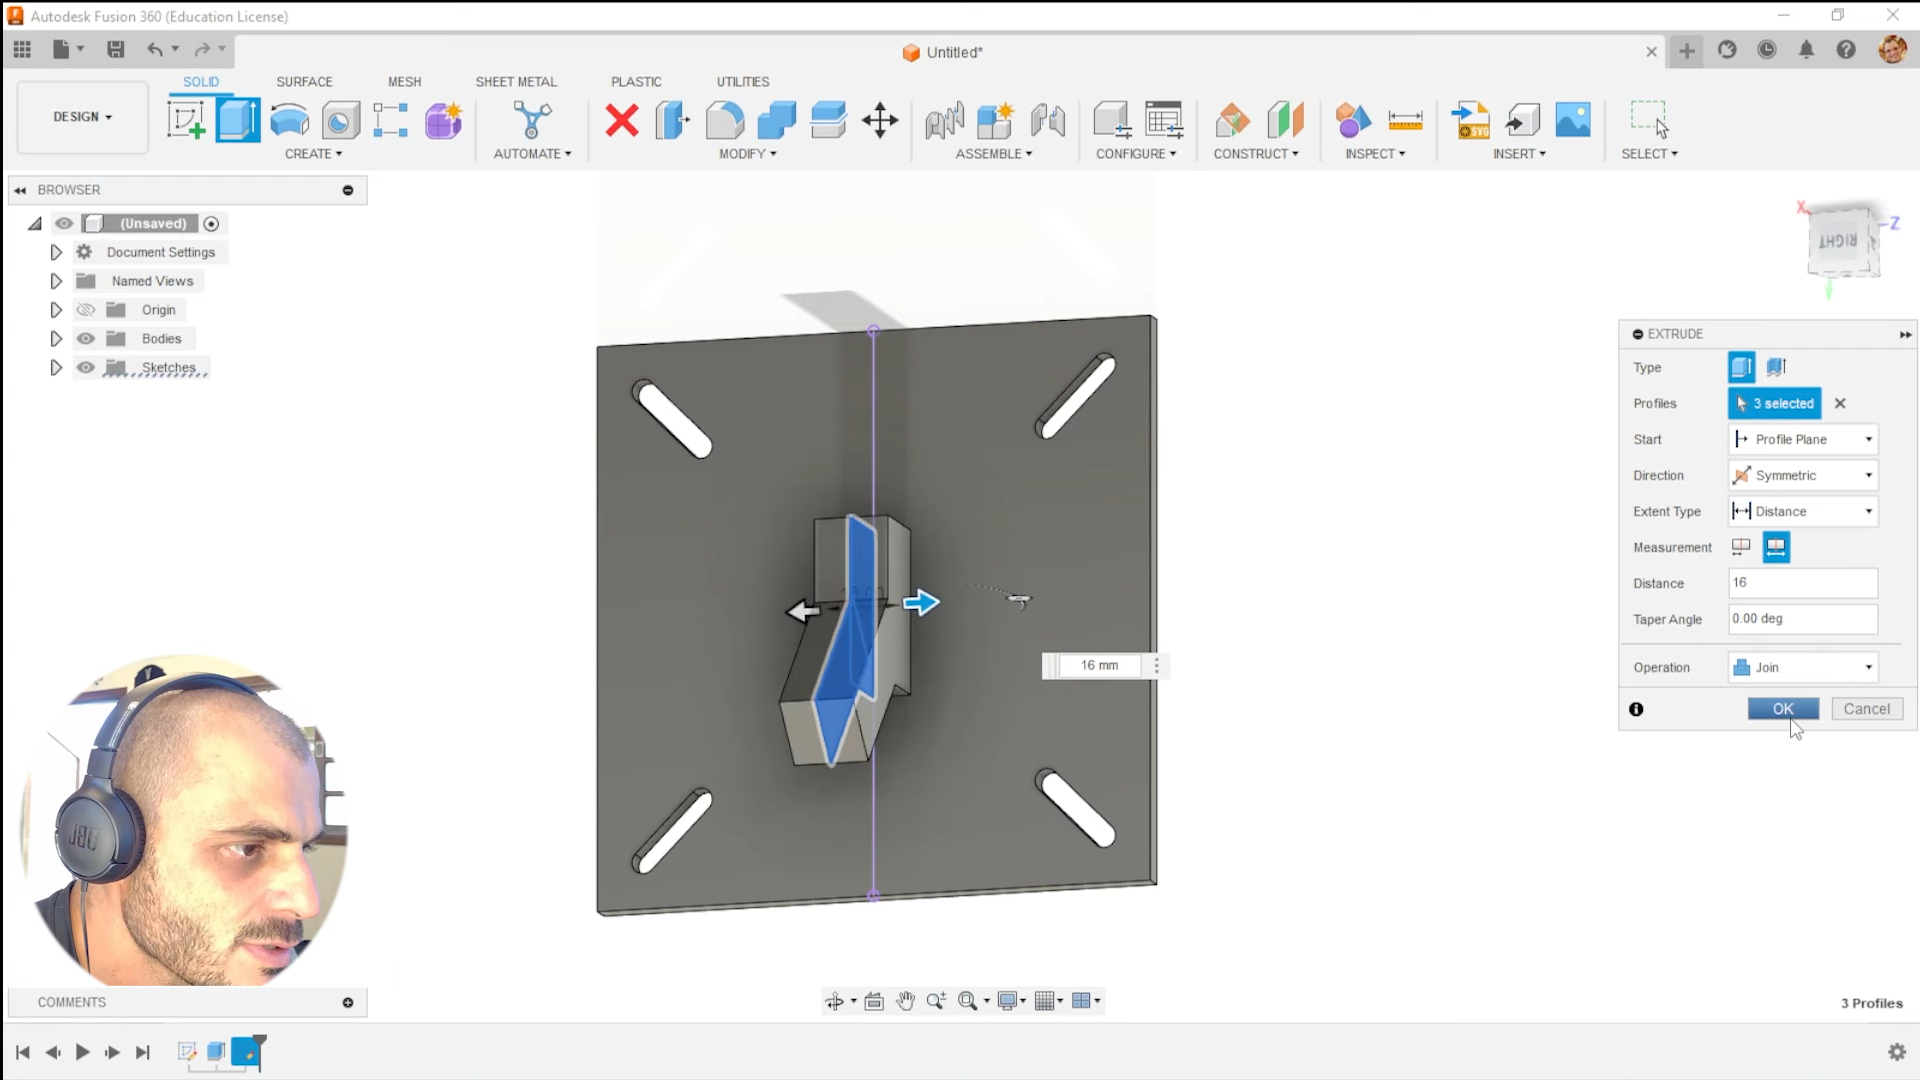 Autodesk Fusion 360 (Education License)
Untitled*
DESIGN
SOLID SURFACE MESH SHEET METAL PLASTIC UTILITIES
CREATE AUTOMATE MODIFY ASSEMBLE CONFIGURE CONSTRUCT INSPECT INSERT SELECT
SVG
BROWSER
(Unsaved)
Document Settings
Named Views
Origin
Bodies
Sketches
X
Z
RIGHT
EXTRUDE
Type
Profiles 3 selected
Start Profile Plane
Direction Symmetric
Extent Type Distance
Measurement
Distance 16
Taper Angle 0.00 deg
Operation Join
OK Cancel
16 mm
JBL
COMMENTS
3 Profiles